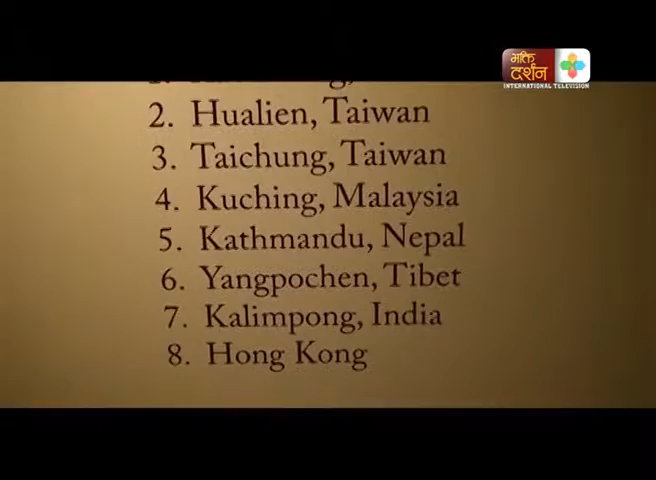 भक्ति
दर्शन
INTERNATIONAL TELEVISION
2. Hualien, Taiwan
3. Taichung, Taiwan
4. Kuching, Malaysia
5. Kathmandu, Nepal
6. Yangpochen, Tibet
7. Kalimpong, India
8. Hong Kong